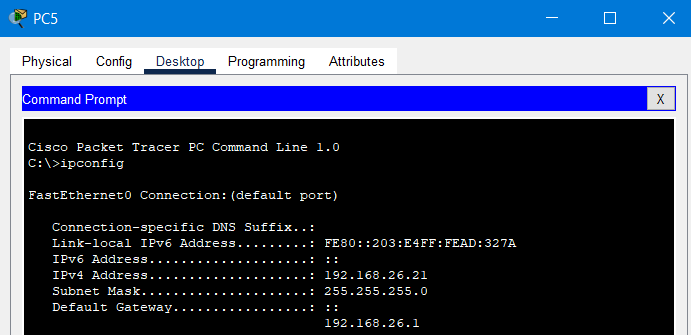 PC5
Physical Config Desktop Programming Attributes
Command Prompt X
Cisco Packet Tracer PC Command Line 1.0
C:\>ipconfig
FastEthernet0 Connection:(default port)
Connection-specific DNS Suffix..:
Link-local IPv6 Address.........: FE80::203:E4FF:FEAD:327A
IPv6 Address....................: ::
IPv4 Address....................: 192.168.26.21
Subnet Mask.....................: 255.255.255.0
Default Gateway.................: ::
192.168.26.1